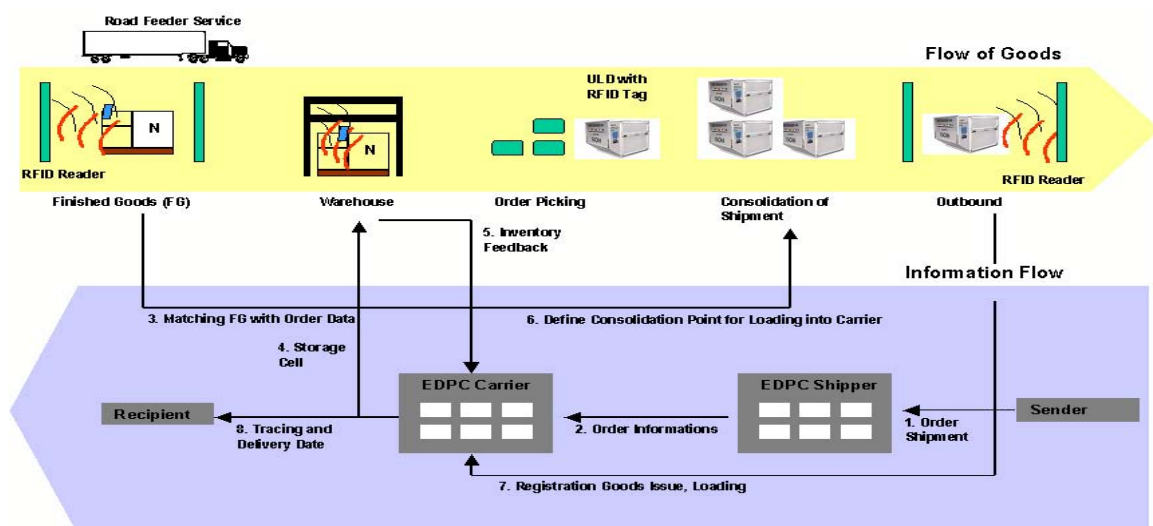 Road Feeder Service
Flow of Goods
ULD with
RFID Tag
N
N
RFID Reader
RFID Reader
Finished Goods (FG)
Warehouse
Order Picking
Consolidation of
Shipment
Outbound
5. Inventory
Feedback
Information Flow
3. Matching FG with Order Data
6. Define Consolidation Point for Loading into Carrier
4. Storage
Cell
EDPC Carrier
EDPC Shipper
Recipient
Sender
8. Tracing and
Delivery Date
2. Order Informations
1. Order
Shipment
7. Registration Goods Issue, Loading